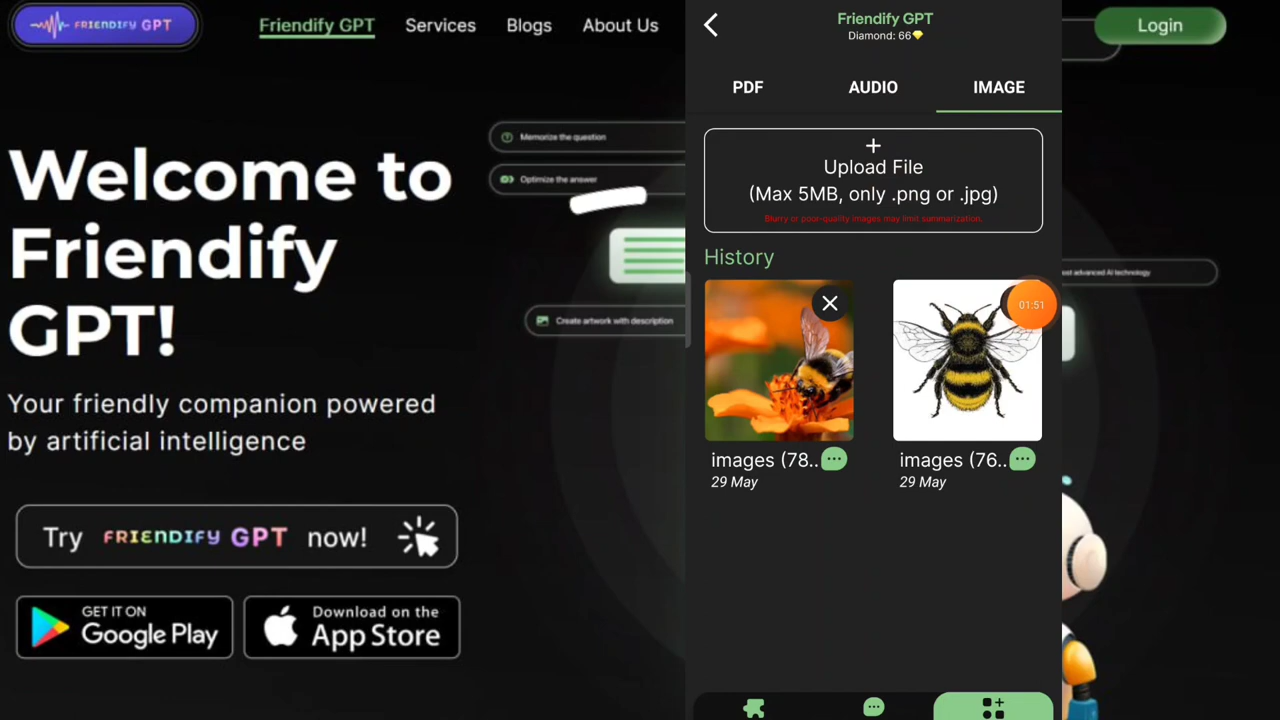 FRIENDIFY GPT
Friendify GPT
Services
Blogs
About Us
Login
Welcome to
Friendify
GPT!
Your friendly companion powered
by artificial intelligence
Try FRIENDIFY GPT now!
GET IT ON
Google Play
Download on the
App Store
Memorize the question
Optimize the answer
Create artwork with description
Friendify GPT
Diamond: 66
PDF
AUDIO
IMAGE
+
Upload File
(Max 5MB, only .png or .jpg)
Blurry or poor-quality images may limit summarization.
History
01:51
images (78..
29 May
images (76..
29 May
ost advanced AI technology